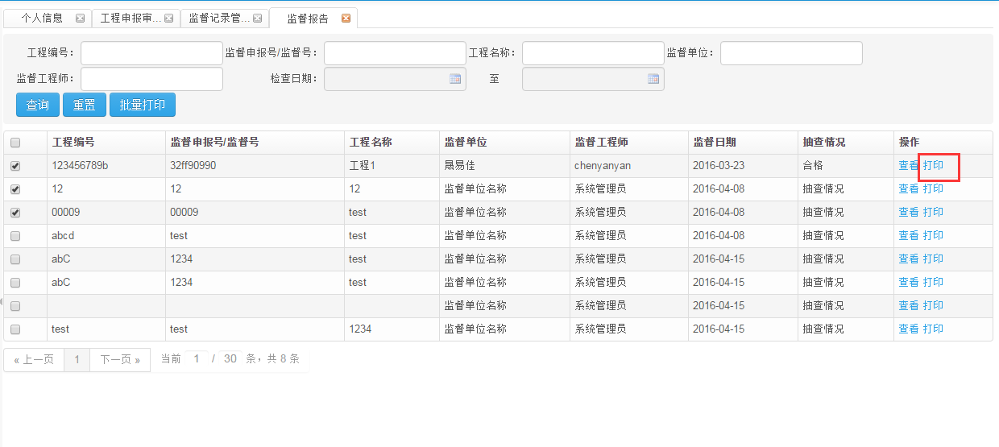 个人信息 工程申报审... 监督记录管... 监督报告
工程编号： 监督申报号/监督号： 工程名称： 监督单位：
监督工程师： 检查日期： 至
查询 重置 批量打印
工程编号 监督申报号/监督号 工程名称 监督单位 监督工程师 监督日期 抽查情况 操作
123456789b 32ff90990 工程1 晟易佳 chenyanyan 2016-03-23 合格 查看 打印
12 12 12 监督单位名称 系统管理员 2016-04-08 抽查情况 查看 打印
00009 00009 test 监督单位名称 系统管理员 2016-04-08 抽查情况 查看 打印
abcd test test 监督单位名称 系统管理员 2016-04-08 抽查情况 查看 打印
abC 1234 test 监督单位名称 系统管理员 2016-04-15 抽查情况 查看 打印
abC 1234 test 监督单位名称 系统管理员 2016-04-15 抽查情况 查看 打印
监督单位名称 系统管理员 2016-04-15 抽查情况 查看 打印
test test 1234 监督单位名称 系统管理员 2016-04-15 抽查情况 查看 打印
« 上一页 1 下一页 » 当前 1 / 30 条，共 8 条